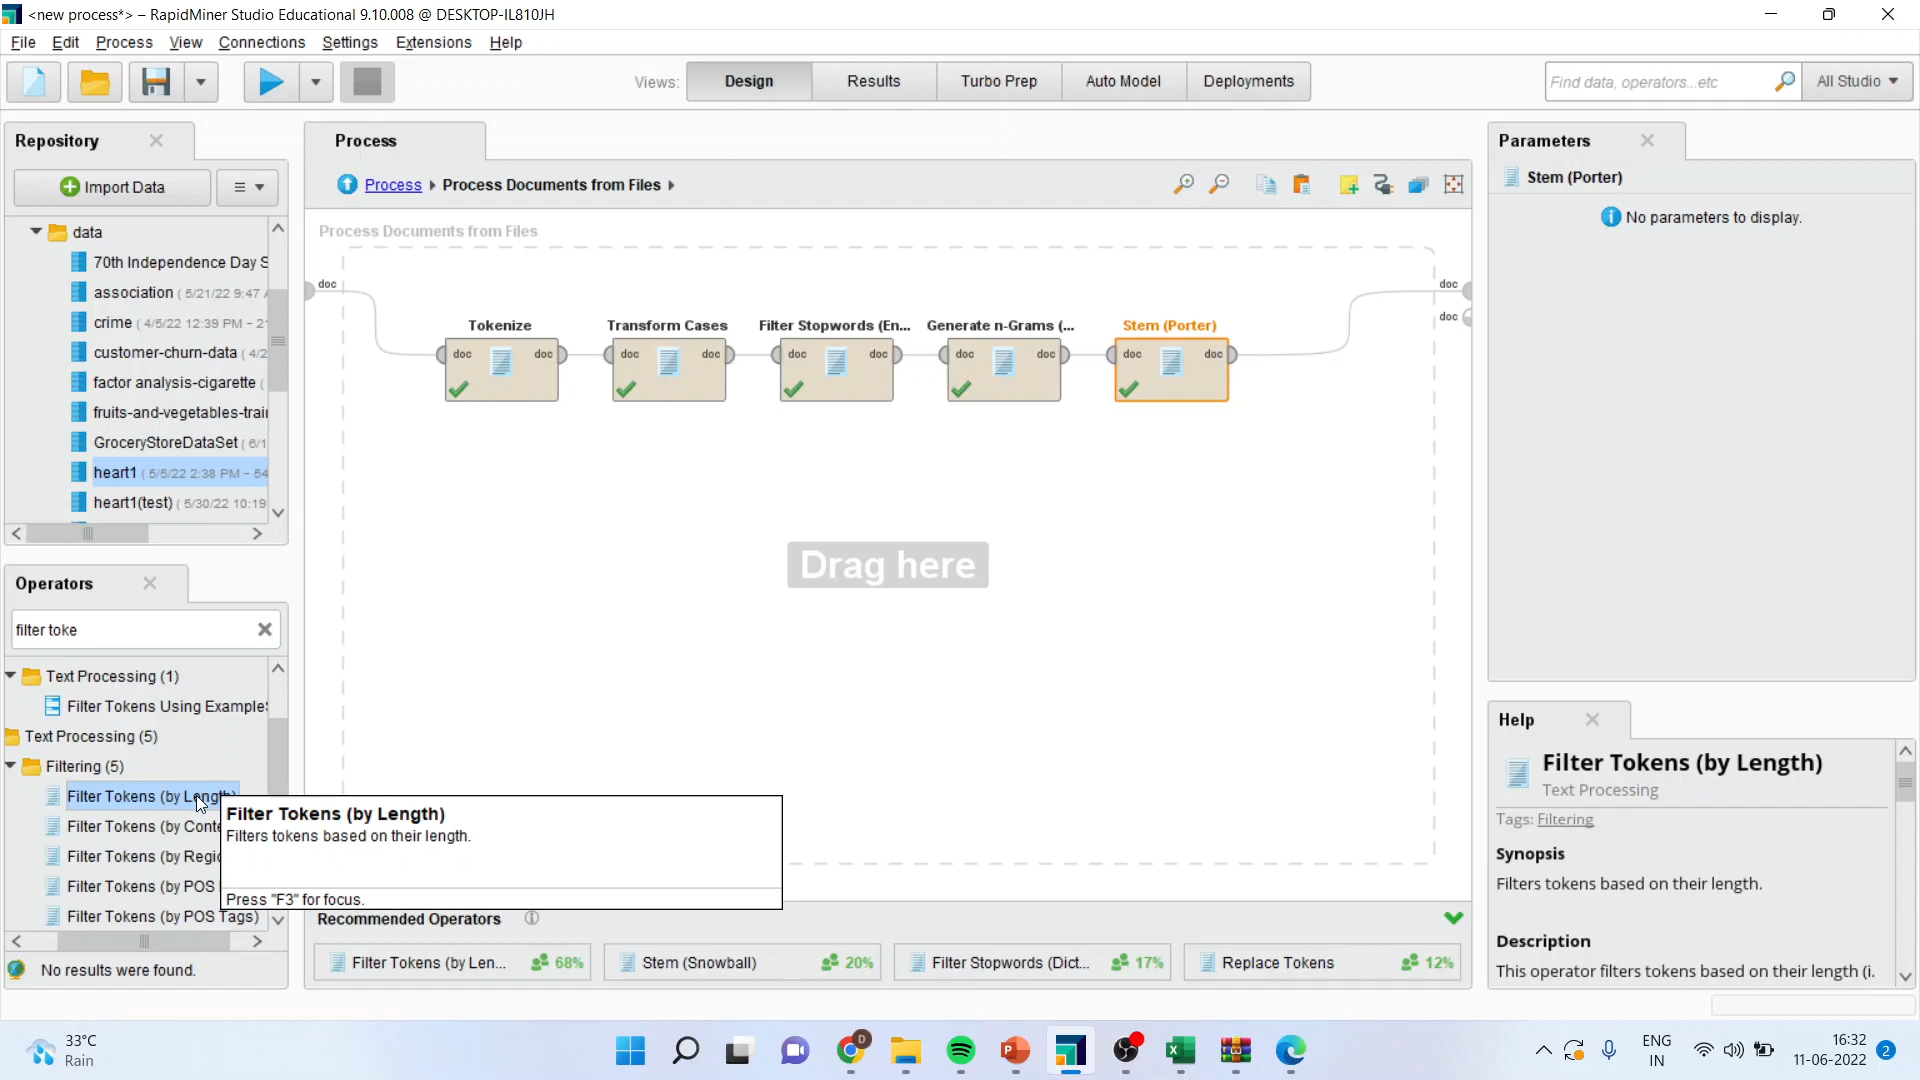 <new process*> – RapidMiner Studio Educational 9.10.008 @ DESKTOP-IL810JH
File Edit Process View Connections Settings Extensions Help
Views: Design Results Turbo Prep Auto Model Deployments
Find data, operators...etc
All Studio
Repository
Import Data
data
70th Independence Day S
association ( 5/21/22 9:47
crime ( 4/5/22 12:39 PM – 2
customer-churn-data ( 4/2
factor analysis-cigarette (
fruits-and-vegetables-trai
GroceryStoreDataSet ( 6/1
heart1 ( 5/5/22 2:38 PM – 54
heart1(test) ( 5/30/22 10:19
Operators
filter toke
Text Processing (1)
Filter Tokens Using Example
Text Processing (5)
Filtering (5)
Filter Tokens (by Length)
Filter Tokens (by Conte
Filter Tokens (by Regio
Filter Tokens (by POS
Filter Tokens (by POS Tags)
No results were found.
Filter Tokens (by Length)
Filters tokens based on their length.
Press "F3" for focus.
Process
Process Process Documents from Files
Process Documents from Files
doc
doc
doc
Tokenize
doc doc
Transform Cases
doc doc
Filter Stopwords (En...
doc doc
Generate n-Grams (...
doc doc
Stem (Porter)
doc doc
Drag here
Recommended Operators
Filter Tokens (by Len... 68%
Stem (Snowball) 20%
Filter Stopwords (Dict... 17%
Replace Tokens 12%
Parameters
Stem (Porter)
No parameters to display.
Help
Filter Tokens (by Length)
Text Processing
Tags: Filtering
Synopsis
Filters tokens based on their length.
Description
This operator filters tokens based on their length (i.
33°C
Rain
D
ENG
IN
16:32
11-06-2022
2